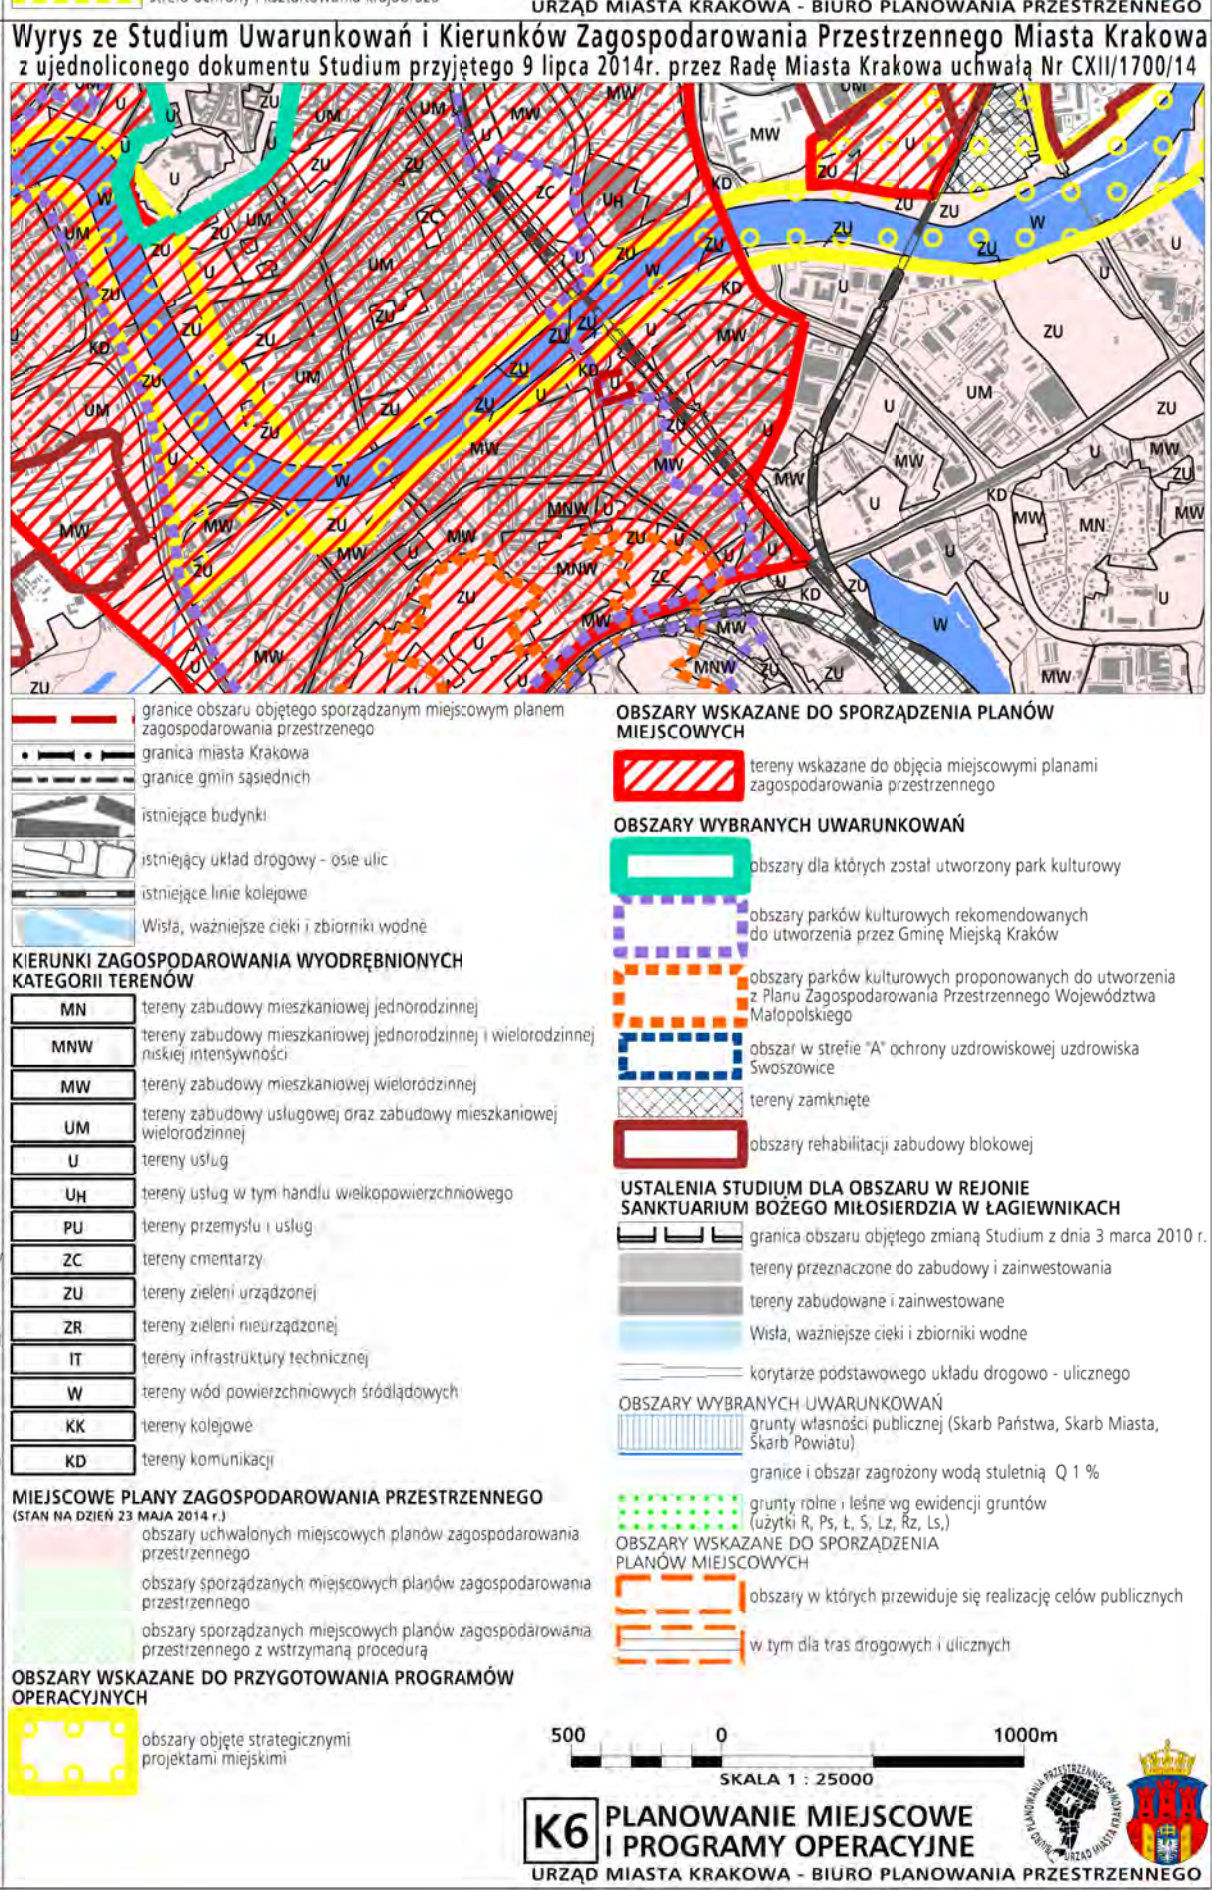 strefa ochrony i kształtowania krajobrazu
URZĄD MIASTA KRAKOWA - BIURO PLANOWANIA PRZESTRZENNEGO
Wyrys ze Studium Uwarunkowań i Kierunków Zagospodarowania Przestrzennego Miasta Krakowa
z ujednoliconego dokumentu Studium przyjętego 9 lipca 2014r. przez Radę Miasta Krakowa uchwałą Nr CXII/1700/14
granice obszaru objętego sporządzanym miejscowym planem
zagospodarowania przestrzenego
granica miasta Krakowa
granice gmin sąsiednich
istniejące budynki
istniejący układ drogowy - osie ulic
istniejące linie kolejowe
Wisła, ważniejsze cieki i zbiorniki wodne
KIERUNKI ZAGOSPODAROWANIA WYODRĘBNIONYCH
KATEGORII TERENÓW
MN tereny zabudowy mieszkaniowej jednorodzinnej
MNW tereny zabudowy mieszkaniowej jednorodzinnej i wielorodzinnej
niskiej intensywności
MW tereny zabudowy mieszkaniowej wielorodzinnej
UM tereny zabudowy usługowej oraz zabudowy mieszkaniowej
wielorodzinnej
U tereny usług
UH tereny usług w tym handlu wielkopowierzchniowego
PU tereny przemysłu i usług
ZC tereny cmentarzy
ZU tereny zieleni urządzonej
ZR tereny zieleni nieurządzonej
IT tereny infrastruktury technicznej
W tereny wód powierzchniowych śródlądowych
KK tereny kolejowe
KD tereny komunikacji
MIEJSCOWE PLANY ZAGOSPODAROWANIA PRZESTRZENNEGO
(STAN NA DZIEŃ 23 MAJA 2014 r.)
obszary uchwalonych miejscowych planów zagospodarowania
przestrzennego
obszary sporządzanych miejscowych planów zagospodarowania
przestrzennego
obszary sporządzanych miejscowych planów zagospodarowania
przestrzennego z wstrzymaną procedurą
OBSZARY WSKAZANE DO PRZYGOTOWANIA PROGRAMÓW
OPERACYJNYCH
obszary objęte strategicznymi
projektami miejskimi
OBSZARY WSKAZANE DO SPORZĄDZENIA PLANÓW
MIEJSCOWYCH
tereny wskazane do objęcia miejscowymi planami
zagospodarowania przestrzennego
OBSZARY WYBRANYCH UWARUNKOWAŃ
obszary dla których został utworzony park kulturowy
obszary parków kulturowych rekomendowanych
do utworzenia przez Gminę Miejską Kraków
obszary parków kulturowych proponowanych do utworzenia
z Planu Zagospodarowania Przestrzennego Województwa
Małopolskiego
obszar w strefie "A" ochrony uzdrowiskowej uzdrowiska
Swoszowice
tereny zamknięte
obszary rehabilitacji zabudowy blokowej
USTALENIA STUDIUM DLA OBSZARU W REJONIE
SANKTUARIUM BOŻEGO MIŁOSIERDZIA W ŁAGIEWNIKACH
granica obszaru objętego zmianą Studium z dnia 3 marca 2010 r.
tereny przeznaczone do zabudowy i zainwestowania
tereny zabudowane i zainwestowane
Wisła, ważniejsze cieki i zbiorniki wodne
korytarze podstawowego układu drogowo - ulicznego
OBSZARY WYBRANYCH UWARUNKOWAŃ
grunty własności publicznej (Skarb Państwa, Skarb Miasta,
Skarb Powiatu)
granice i obszar zagrożony wodą stuletnią Q 1 %
grunty rolne i leśne wg ewidencji gruntów
(użytki R, Ps, Ł, S, Lz, Rz, Ls,)
OBSZARY WSKAZANE DO SPORZĄDZENIA
PLANÓW MIEJSCOWYCH
obszary w których przewiduje się realizację celów publicznych
w tym dla tras drogowych i ulicznych
500 0 1000m
SKALA 1 : 25000
K6 PLANOWANIE MIEJSCOWE
I PROGRAMY OPERACYJNE
URZĄD MIASTA KRAKOWA - BIURO PLANOWANIA PRZESTRZENNEGO